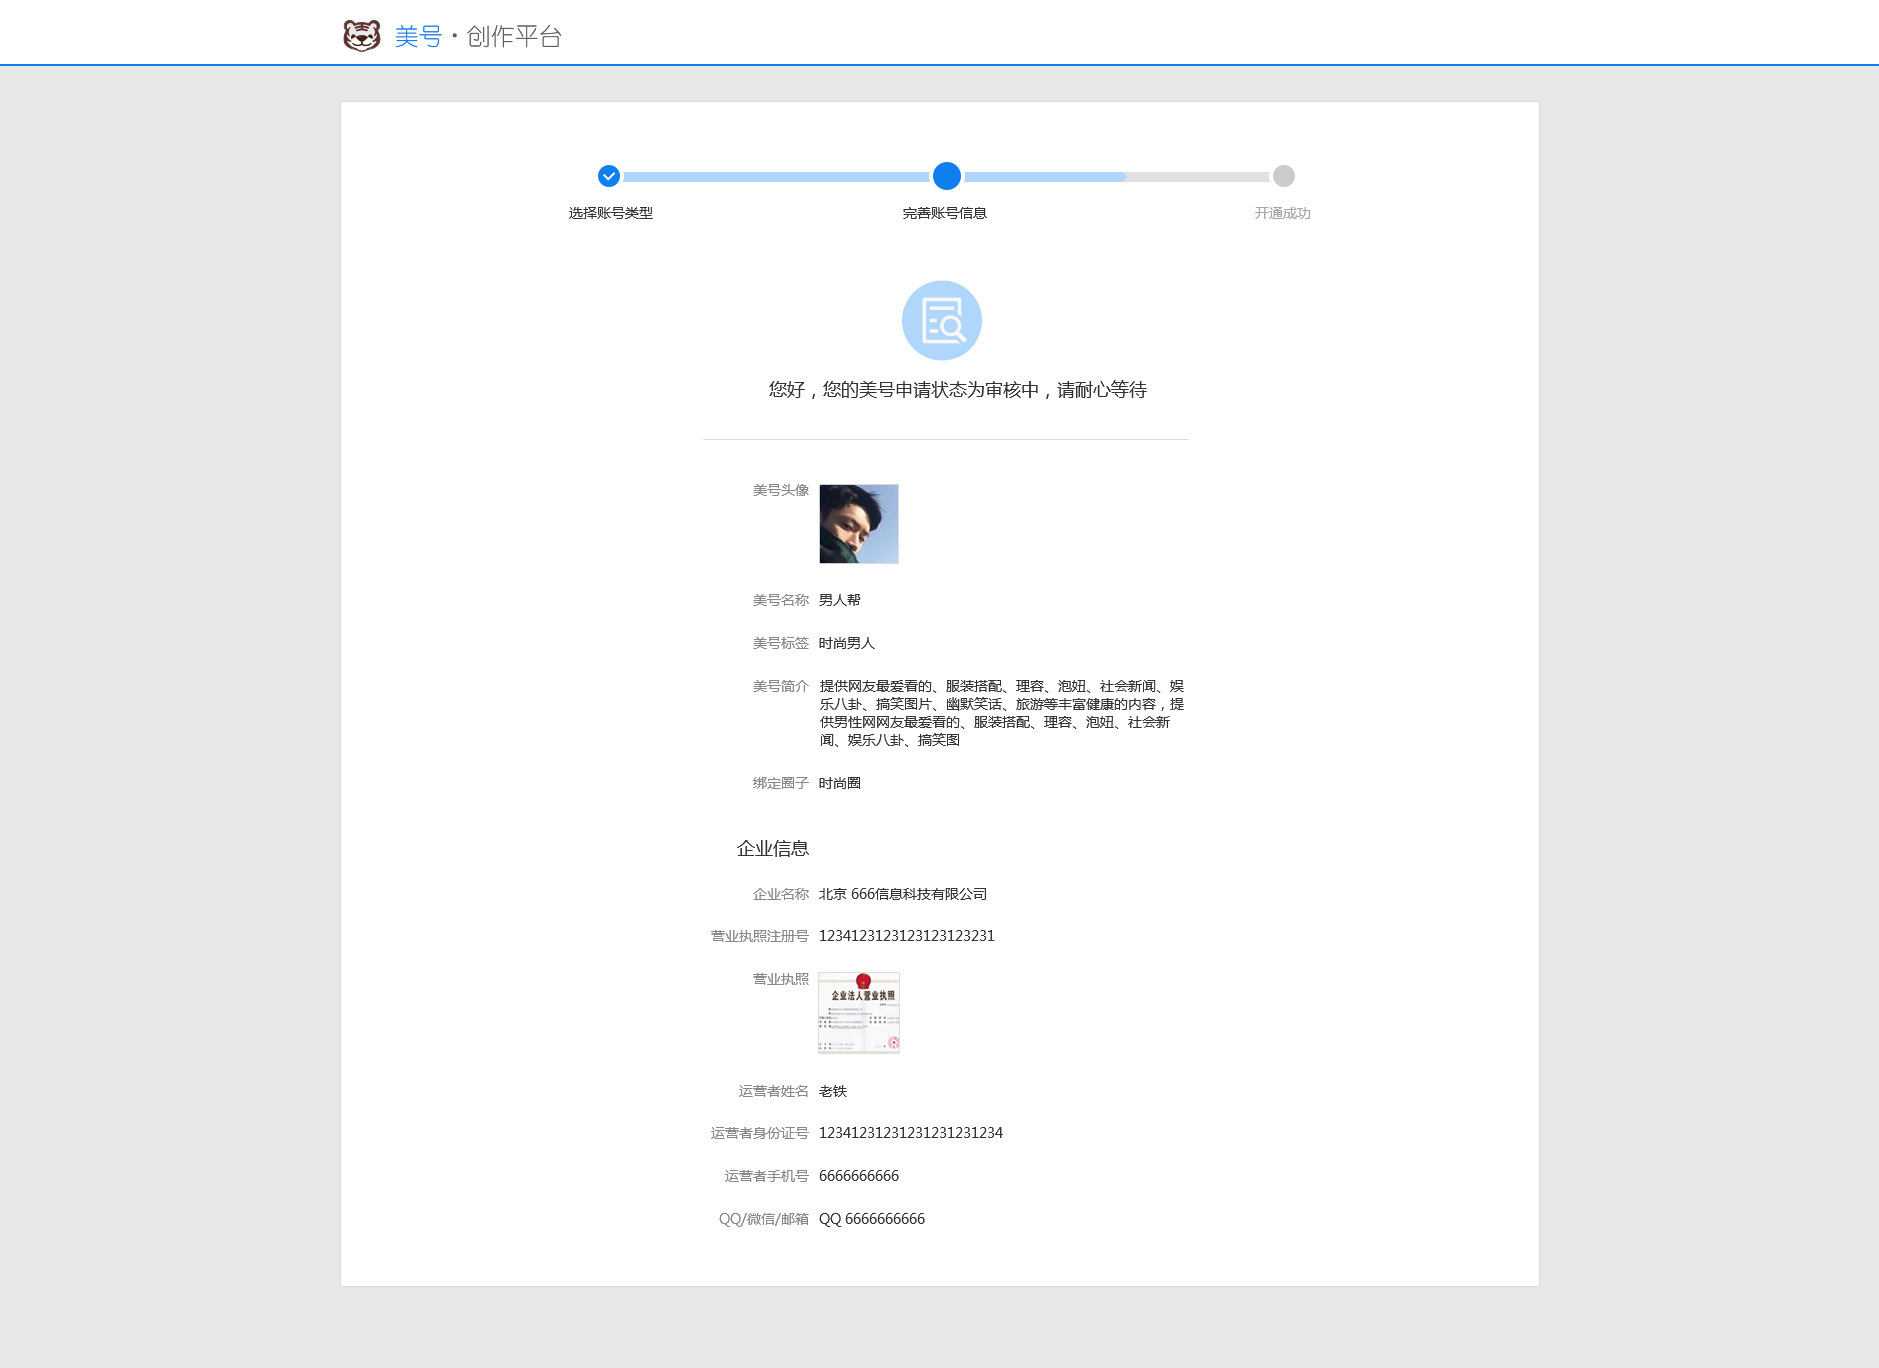 美号·创作平台
选择账号类型
完善账号信息
开通成功
您好，您的美号申请状态为审核中，请耐心等待
美号头像
美号名称 男人帮
美号标签 时尚男人
美号简介 提供网友最爱看的、服装搭配、理容、泡妞、社会新闻、娱
乐八卦、搞笑图片、幽默笑话、旅游等丰富健康的内容，提
供男性网网友最爱看的、服装搭配、理容、泡妞、社会新
闻、娱乐八卦、搞笑图
绑定圈子 时尚圈
企业信息
企业名称 北京 666信息科技有限公司
营业执照注册号 1234123123123123123231
营业执照
企业法人营业执照
运营者姓名 老铁
运营者身份证号 12341231231231231231234
运营者手机号 6666666666
QQ/微信/邮箱 QQ 6666666666